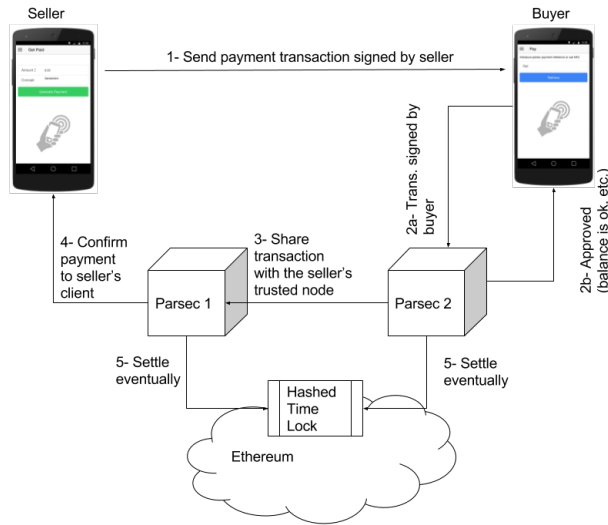 Seller
Buyer
Get Paid
Pay
1- Send payment transaction signed by seller
2a- Trans. signed by
buyer
2b- Approved
(balance is ok, etc.)
4- Confirm
payment
to seller's
client
3- Share
transaction
with the seller's
trusted node
Parsec 1
Parsec 2
5- Settle
eventually
5- Settle
eventually
Hashed
Time
Lock
Ethereum